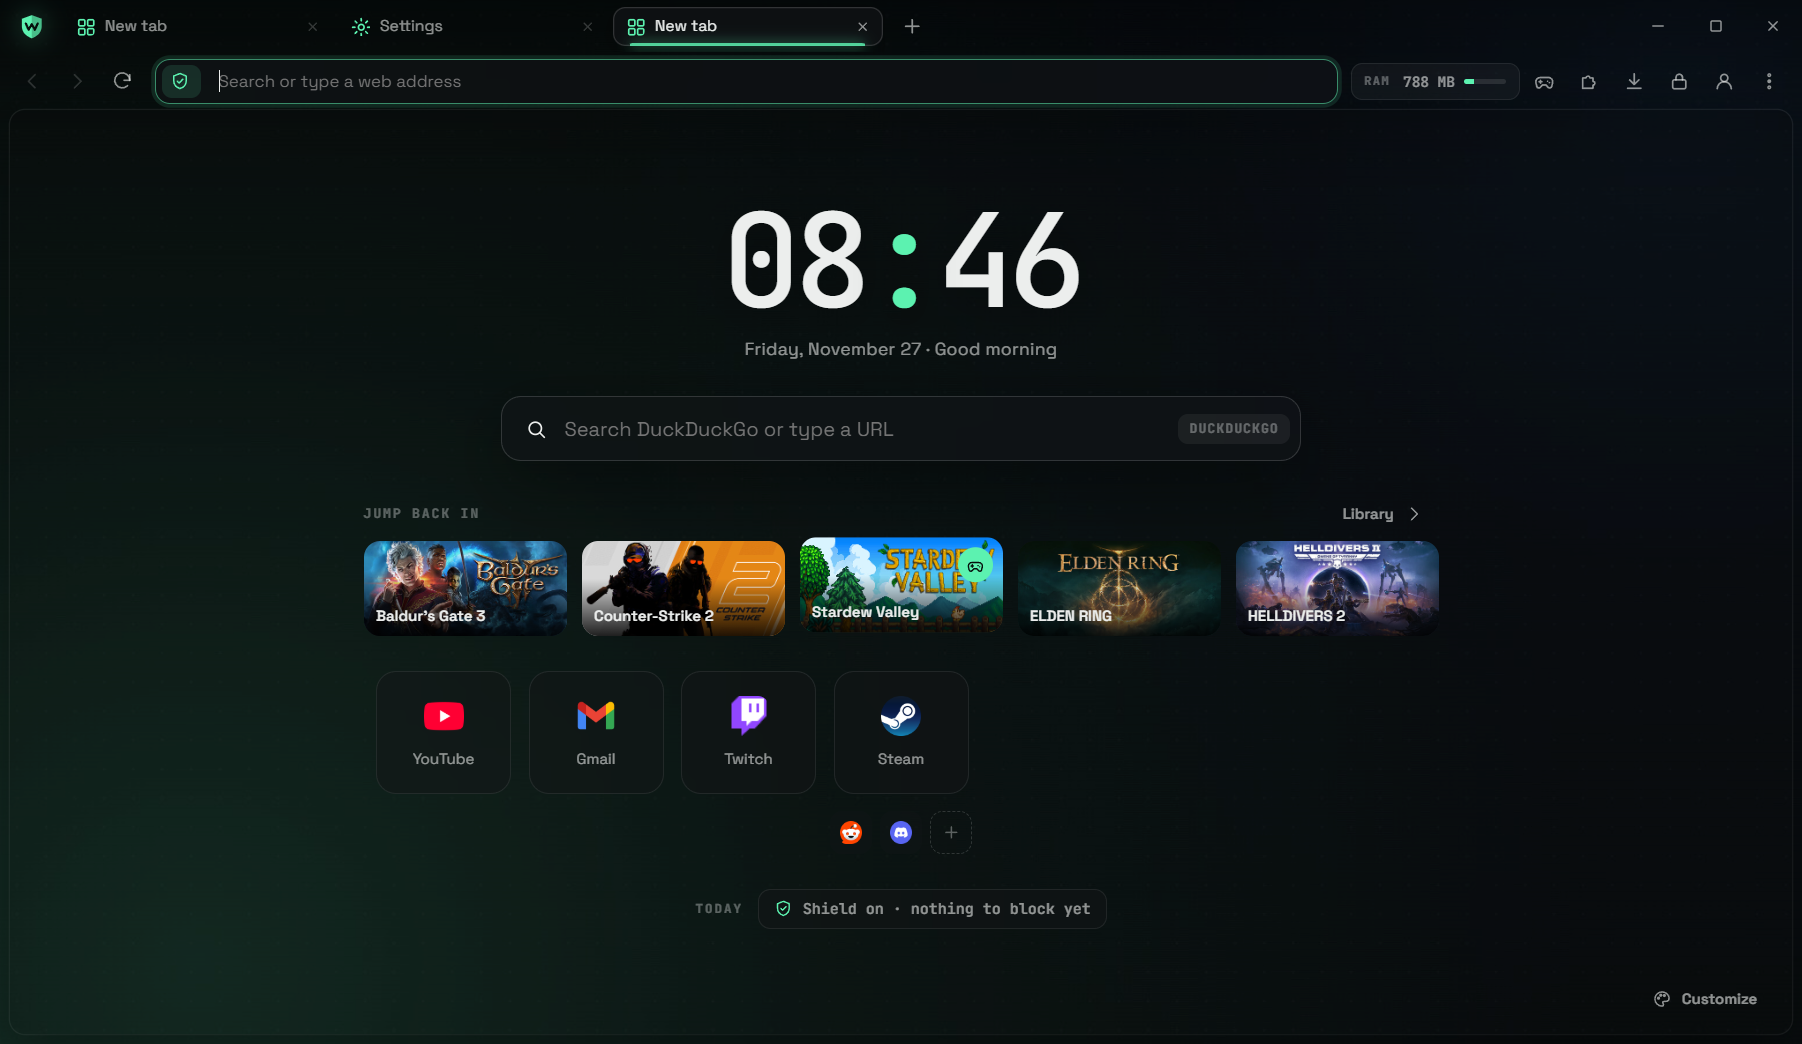 New tab
Settings
New tab
Search or type a web address
RAM 788 MB
08:46
Friday, November 27 · Good morning
Search DuckDuckGo or type a URL
DUCKDUCKGO
JUMP BACK IN
Library
BALDUR'S GATE
Baldur's Gate 3
2
COUNTER STRIKE
Counter-Strike 2
STARDEW VALLEY
Stardew Valley
ELDEN RING
ELDEN RING
HELLDIVERS II
HELLDIVERS 2
YouTube
Gmail
Twitch
Steam
TODAY
Shield on · nothing to block yet
Customize